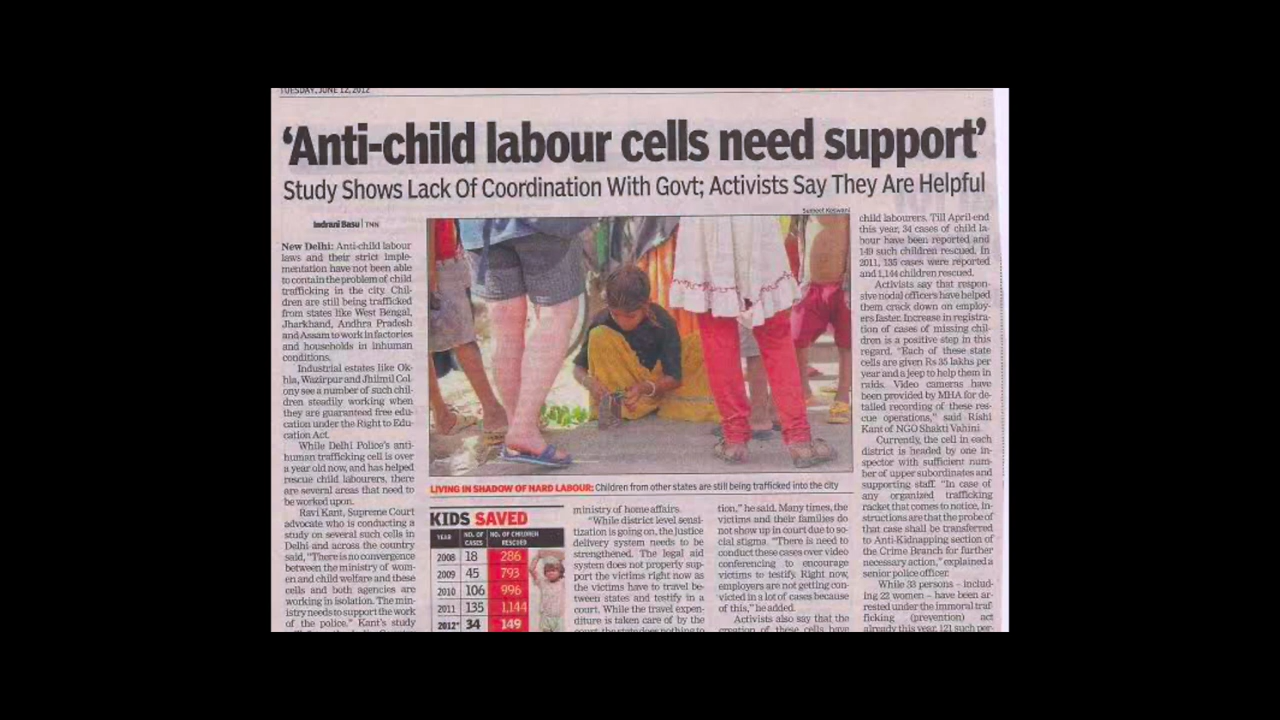 TUESDAY, JUNE 12, 2012
‘Anti-child labour cells need support’
Study Shows Lack Of Coordination With Govt; Activists Say They Are Helpful
Indrani Basu | TNN
New Delhi: Anti-child labour
laws and their strict imple-
mentation have not been able
to contain the problem of child
trafficking in the city. Chil-
dren are still being trafficked
from states like West Bengal,
Jharkhand, Andhra Pradesh
and Assam to work in factories
and households in inhuman
conditions.
Industrial estates like Ok-
hla, Wazirpur and Jhilmil Col-
ony see a number of such chil-
dren steadily working when
they are guaranteed free edu-
cation under the Right to Edu-
cation Act.
While Delhi Police's anti-
human trafficking cell is over
a year old now, and has helped
rescue child labourers, there
are several areas that need to
be worked upon.
Ravi Kant, Supreme Court
advocate who is conducting a
study on several such cells in
Delhi and across the country
said, "There is no convergence
between the ministry of wom-
en and child welfare and these
cells and both agencies are
working in isolation. The min-
istry needs to support the work
of the police." Kant's study
Sumeet Keswani
LIVING IN SHADOW OF HARD LABOUR: Children from other states are still being trafficked into the city
KIDS SAVED
YEAR NO. OF CASES NO. OF CHILDREN RESCUED
2008 18 286
2009 45 793
2010 106 996
2011 135 1,144
2012* 34 149
ministry of home affairs.
"While district level sensi-
tization is going on, the justice
delivery system needs to be
strengthened. The legal aid
system does not properly sup-
port the victims right now as
the victims have to travel be-
tween states and testify in a
court. While the travel expen-
diture is taken care of by the
court, the state does nothing to
tion," he said. Many times, the
victims and their families do
not show up in court due to so-
cial stigma. "There is need to
conduct these cases over video
conferencing to encourage
victims to testify. Right now,
employers are not getting con-
victed in a lot of cases because
of this," he added.
Activists also say that the
creation of these cells have
child labourers. Till April-end
this year, 34 cases of child la-
bour have been reported and
149 such children rescued. In
2011, 135 cases were reported
and 1,144 children rescued.
Activists say that respon-
sive nodal officers have helped
them crack down on employ-
ers faster. Increase in registra-
tion of cases of missing chil-
dren is a positive step in this
regard. "Each of these state
cells are given Rs 35 lakhs per
year and a jeep to help them in
raids. Video cameras have
been provided by MHA for de-
tailed recording of these res-
cue operations," said Rishi
Kant of NGO Shakti Vahini.
Currently, the cell in each
district is headed by one in-
spector with sufficient num-
ber of upper subordinates and
supporting staff. "In case of
any organized trafficking
racket that comes to notice, in-
structions are that the probe of
that case shall be transferred
to Anti-Kidnapping section of
the Crime Branch for further
necessary action," explained a
senior police officer.
While 33 persons – includ-
ing 22 women – have been ar-
rested under the immoral traf
ficking (prevention) act
already this year, 121 such per-